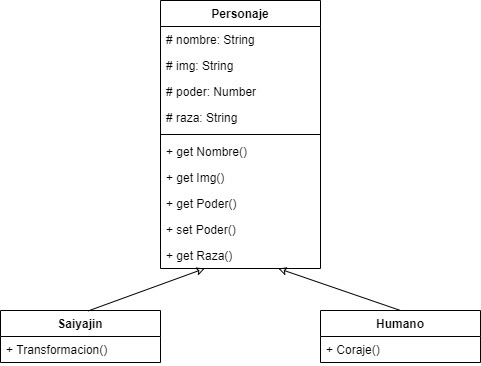 Personaje
# nombre: String
# img: String
# poder: Number
# raza: String
+ get Nombre()
+ get Img()
+ get Poder()
+ set Poder()
+ get Raza()
Saiyajin
+ Transformacion()
Humano
+ Coraje()